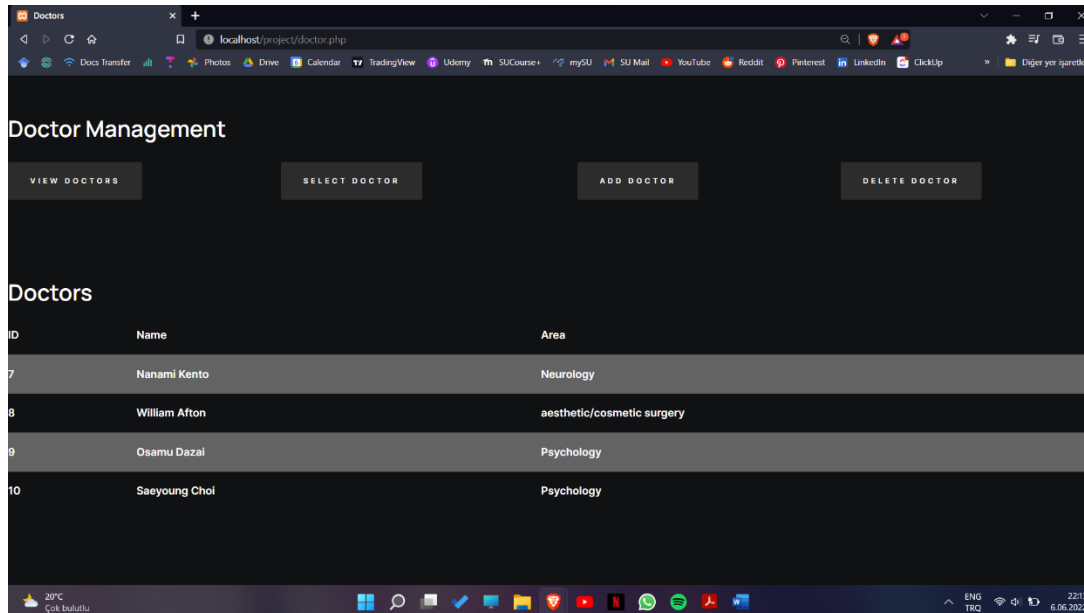 Doctors
localhost/project/doctor.php
Docs Transfer Photos Drive Calendar TradingView Udemy SUCourse+ mySU SU Mail YouTube Reddit Pinterest LinkedIn ClickUp » Diğer yer işaretle
Doctor Management
VIEW DOCTORS SELECT DOCTOR ADD DOCTOR DELETE DOCTOR
Doctors
ID Name Area
7 Nanami Kento Neurology
8 William Afton aesthetic/cosmetic surgery
9 Osamu Dazai Psychology
10 Saeyoung Choi Psychology
20°C ENG
Çok bulutlu TRQ